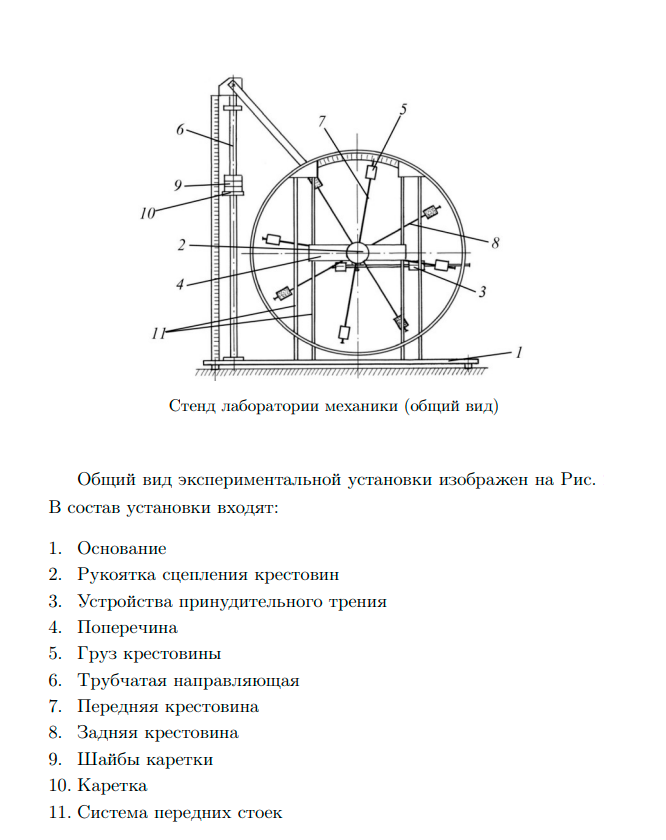 5
7
6
9
10
8
2
4
3
11
1
Стенд лаборатории механики (общий вид)
Общий вид экспериментальной установки изображен на Рис.
В состав установки входят:
1. Основание
2. Рукоятка сцепления крестовин
3. Устройства принудительного трения
4. Поперечина
5. Груз крестовины
6. Трубчатая направляющая
7. Передняя крестовина
8. Задняя крестовина
9. Шайбы каретки
10. Каретка
11. Система передних стоек